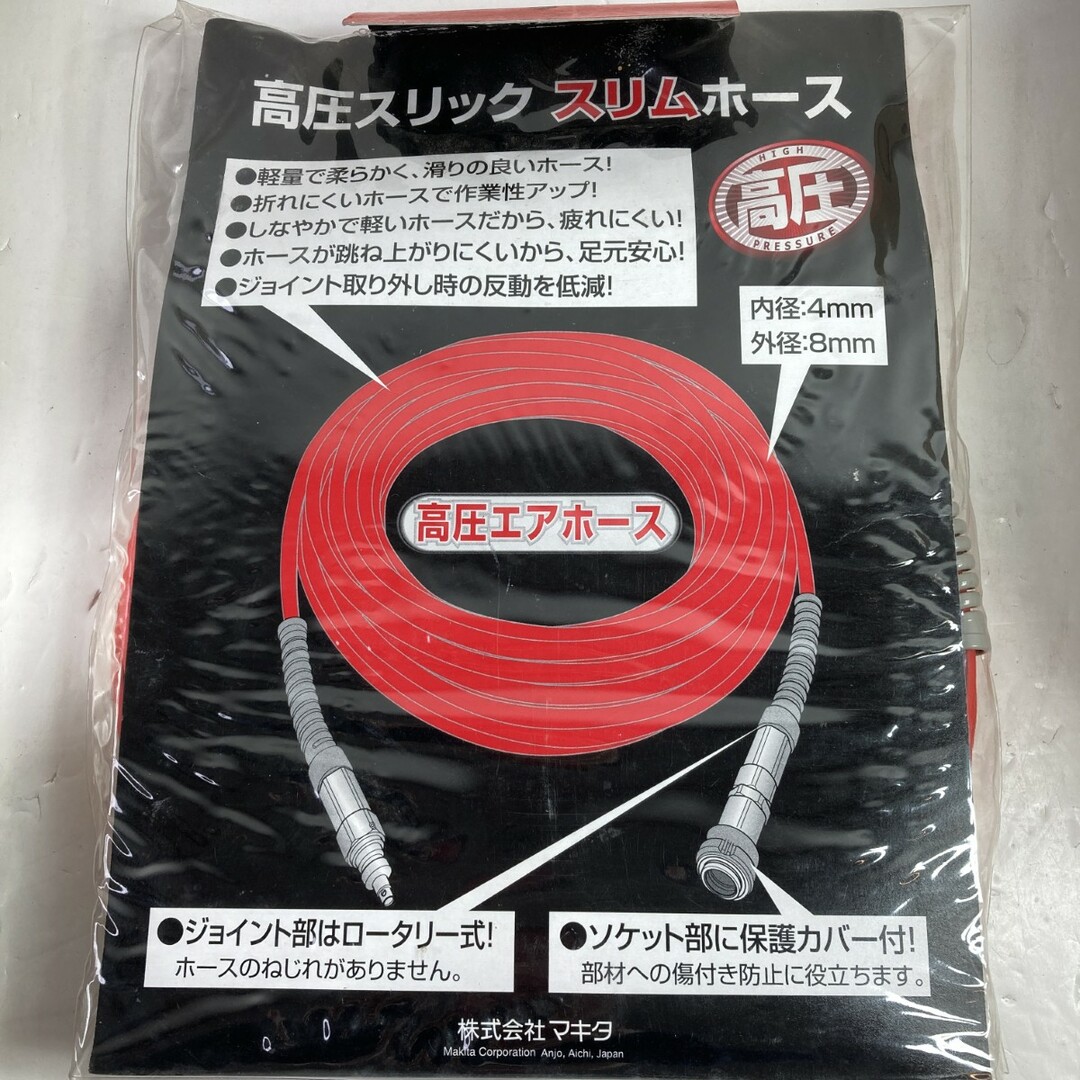 高圧スリック スリムホース
●軽量で柔らかく、滑りの良いホース!
●折れにくいホースで作業性アップ!
●しなやかで軽いホースだから、疲れにくい!
●ホースが跳ね上がりにくいから、足元安心!
●ジョイント取り外し時の反動を低減!
HIGH
高圧
PRESSURE
内径:4mm
外径:8mm
高圧エアホース
●ジョイント部はロータリー式!
ホースのねじれがありません。
●ソケット部に保護カバー付!
部材への傷付き防止に役立ちます。
株式会社マキタ
Makita Corporation Anjo, Aichi, Japan